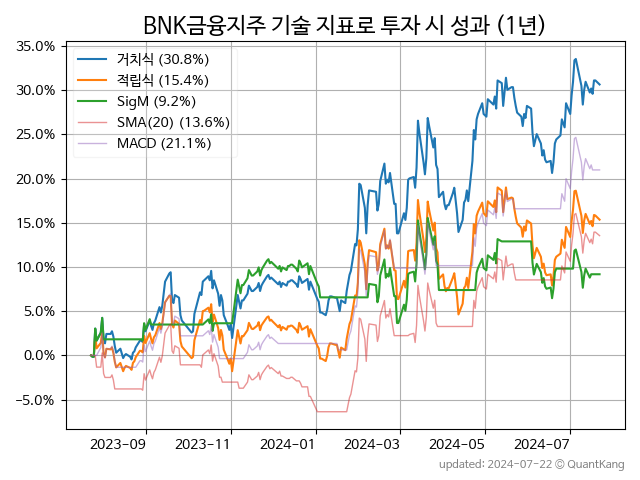 BNK금융지주 기술 지표로 투자 시 성과 (1년)
35.0%
30.0%
25.0%
20.0%
15.0%
10.0%
5.0%
0.0%
−5.0%
거치식 (30.8%)
적립식 (15.4%)
SigM (9.2%)
SMA(20) (13.6%)
MACD (21.1%)
2023-09 2023-11 2024-01 2024-03 2024-05 2024-07
updated: 2024-07-22 © QuantKang